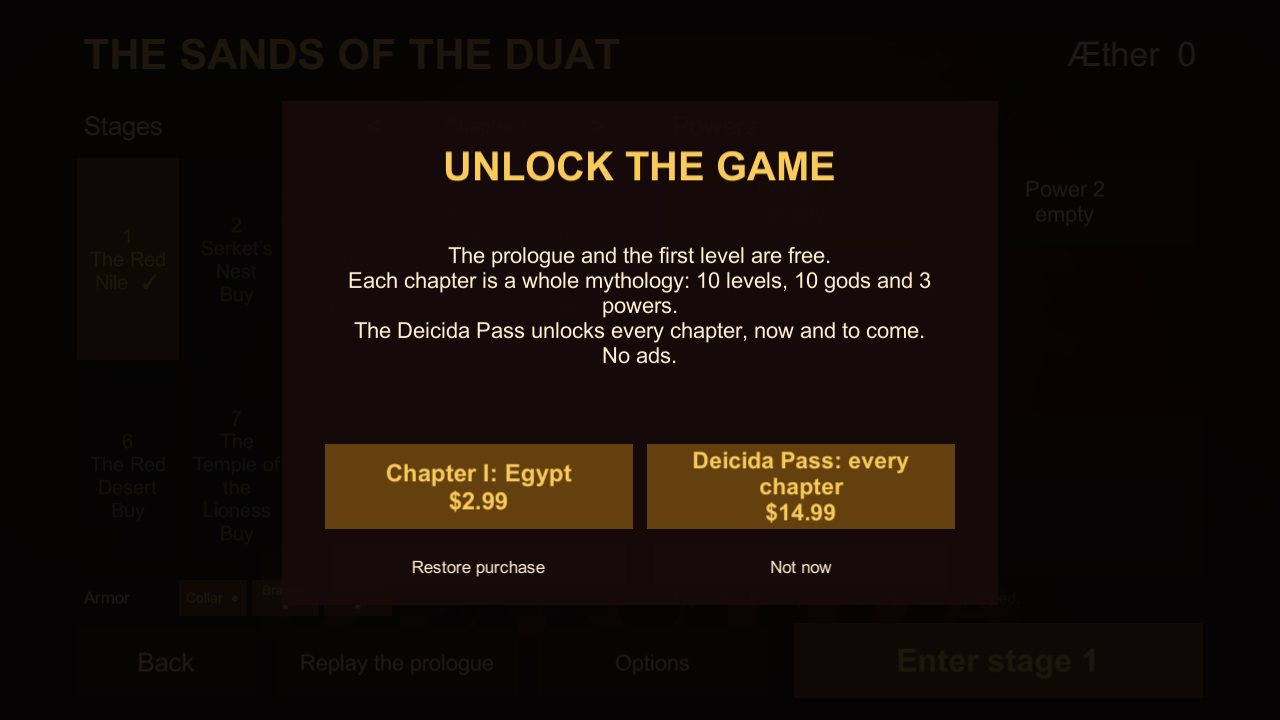 THE SANDS OF THE DUAT
Æther 0
Stages
< Chapter >
Powers
UNLOCK THE GAME
1
The Red
Nile ✓
2
Serket's
Nest
Buy
Power 2
empty
The prologue and the first level are free.
Each chapter is a whole mythology: 10 levels, 10 gods and 3
powers.
The Deicida Pass unlocks every chapter, now and to come.
No ads.
6
The Red
Desert
Buy
7
The
Temple of
the
Lioness
Buy
Chapter I: Egypt
$2.99
Deicida Pass: every
chapter
$14.99
Restore purchase
Not now
Armor
Collar •
Back
Replay the prologue
Options
Enter stage 1